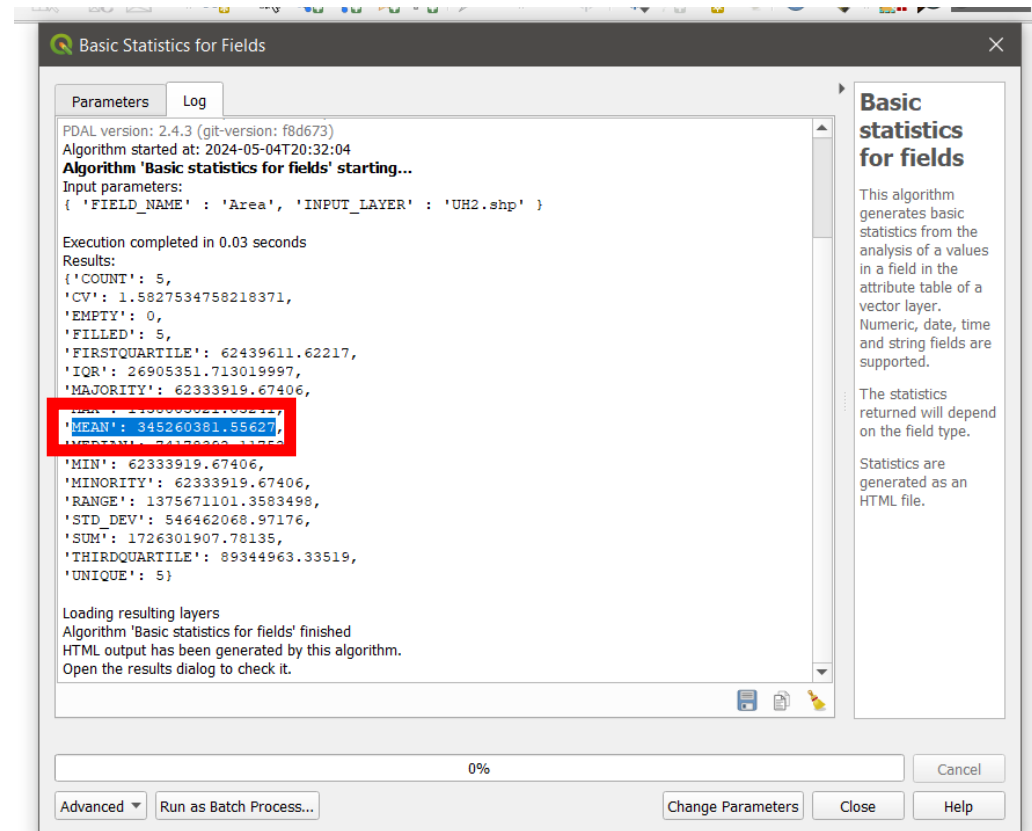 Basic Statistics for Fields
Parameters
Log
PDAL version: 2.4.3 (git-version: f8d673)
Algorithm started at: 2024-05-04T20:32:04
Algorithm 'Basic statistics for fields' starting...
Input parameters:
{ 'FIELD_NAME' : 'Area', 'INPUT_LAYER' : 'UH2.shp' }
Execution completed in 0.03 seconds
Results:
{'COUNT': 5,
'CV': 1.5827534758218371,
'EMPTY': 0,
'FILLED': 5,
'FIRSTQUARTILE': 62439611.62217,
'IQR': 26905351.713019997,
'MAJORITY': 62333919.67406,
'MEAN': 345260381.55627,
'MIN': 62333919.67406,
'MINORITY': 62333919.67406,
'RANGE': 1375671101.3583498,
'STD_DEV': 546462068.97176,
'SUM': 1726301907.78135,
'THIRDQUARTILE': 89344963.33519,
'UNIQUE': 5}
Loading resulting layers
Algorithm 'Basic statistics for fields' finished
HTML output has been generated by this algorithm.
Open the results dialog to check it.
Basic
statistics
for fields
This algorithm
generates basic
statistics from the
analysis of a values
in a field in the
attribute table of a
vector layer.
Numeric, date, time
and string fields are
supported.
The statistics
returned will depend
on the field type.
Statistics are
generated as an
HTML file.
0%
Cancel
Advanced
Run as Batch Process...
Change Parameters
Close
Help